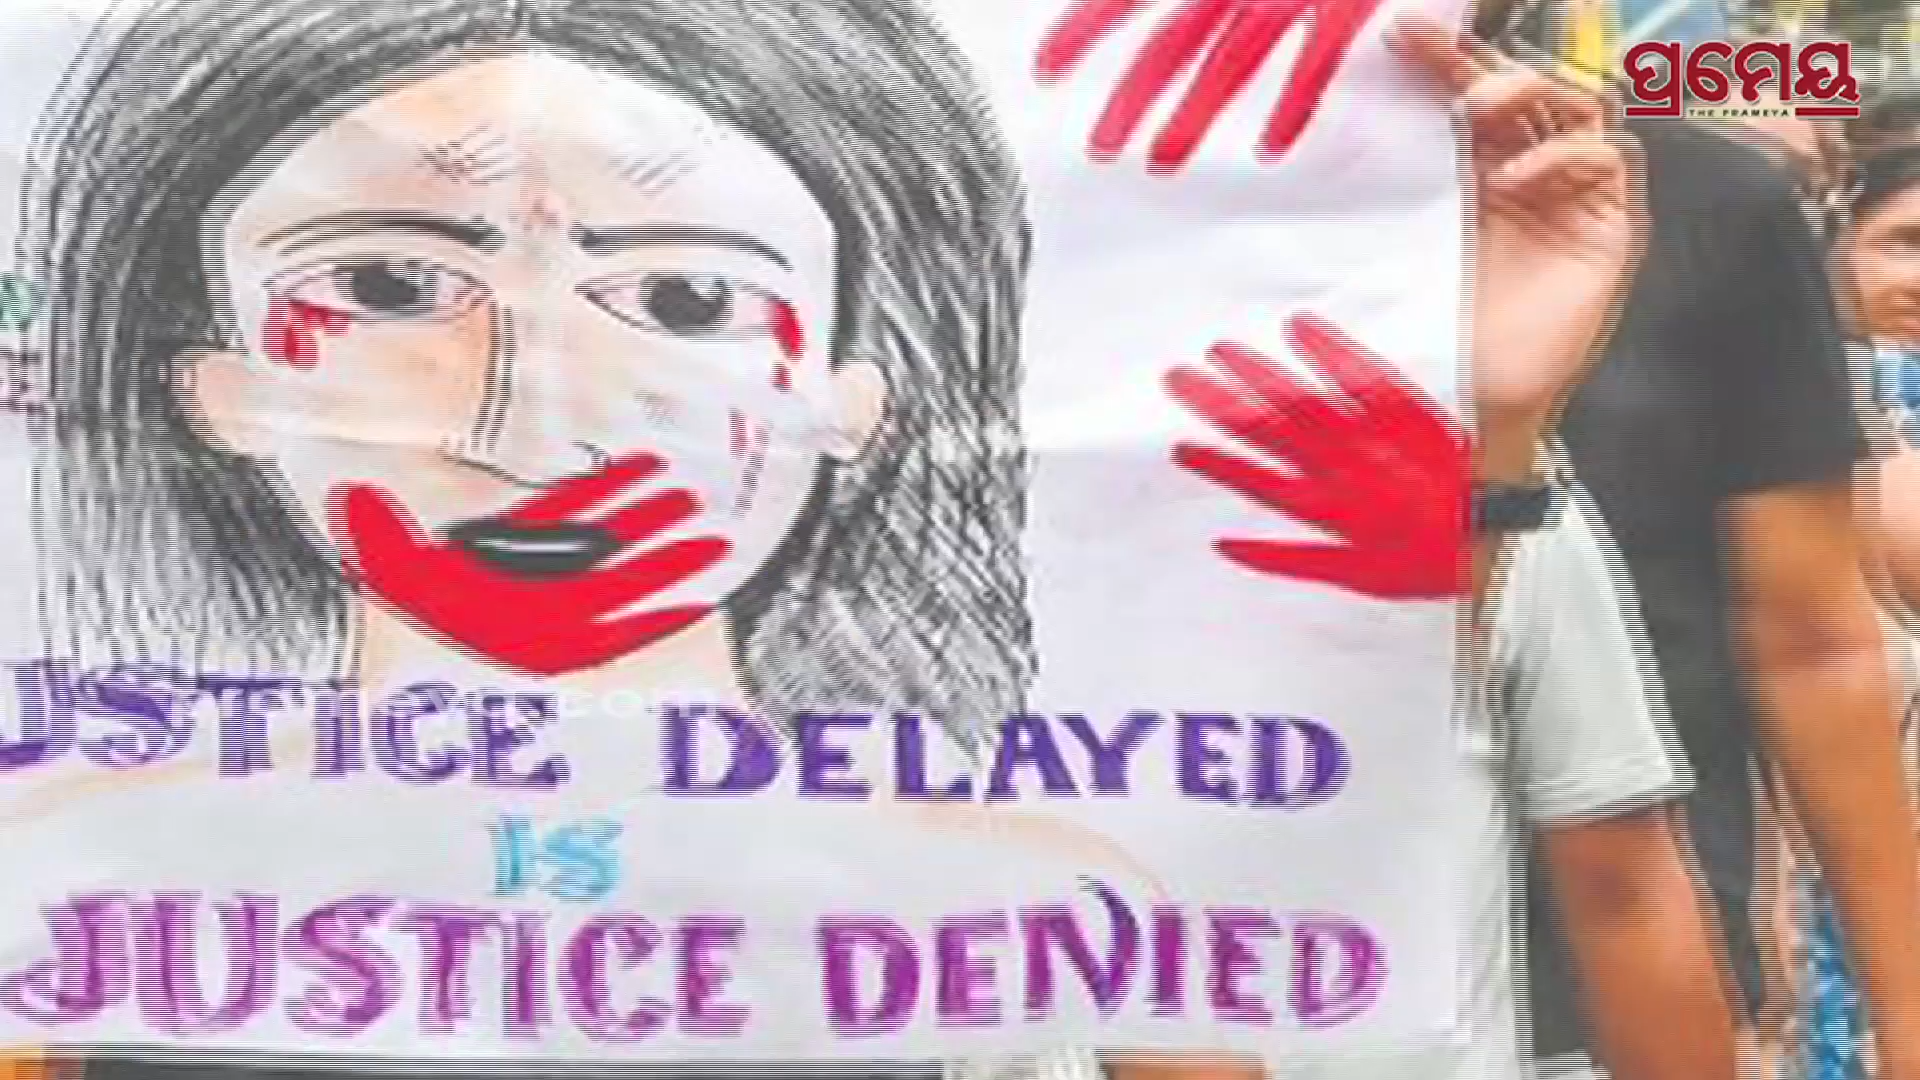 ପ୍ରମେୟ
THE PRAMEYA
JUSTICE DELAYED
IS
JUSTICE DENIED